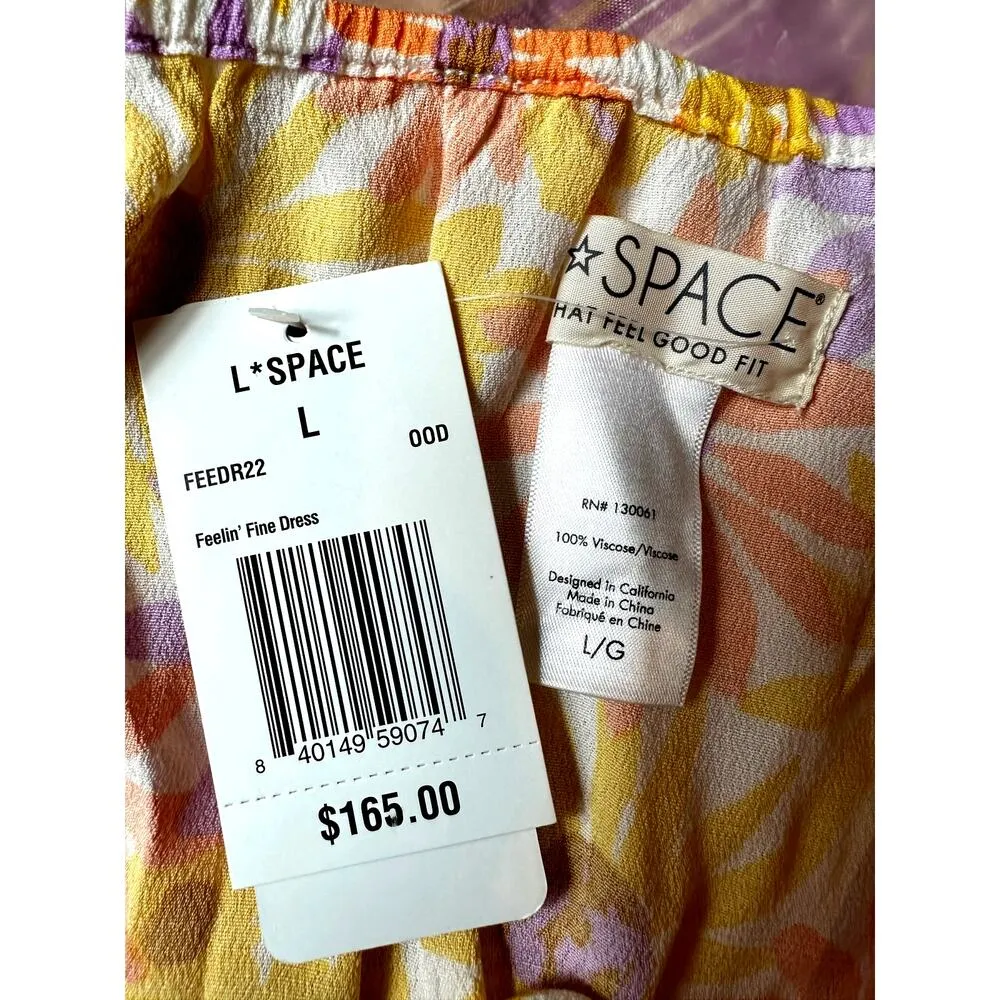 L*SPACE
L
FEEDR22 OOD
Feelin' Fine Dress
8 40149 59074 7
$165.00
☆SPACE®
HAT FEEL GOOD FIT
RN# 130061
100% Viscose/Viscose
Designed in California
Made in China
Fabriqué en Chine
L/G